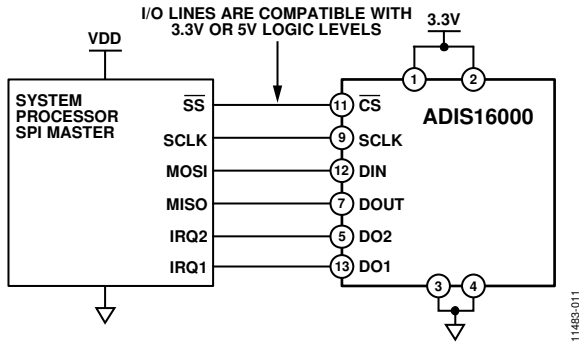 I/O LINES ARE COMPATIBLE WITH
3.3V OR 5V LOGIC LEVELS
VDD
3.3V
SYSTEM
PROCESSOR
SPI MASTER
ADIS16000
1
2
SS
11
CS
SCLK
9
SCLK
MOSI
12
DIN
MISO
7
DOUT
IRQ2
5
DO2
IRQ1
13
DO1
3
4
11483-011